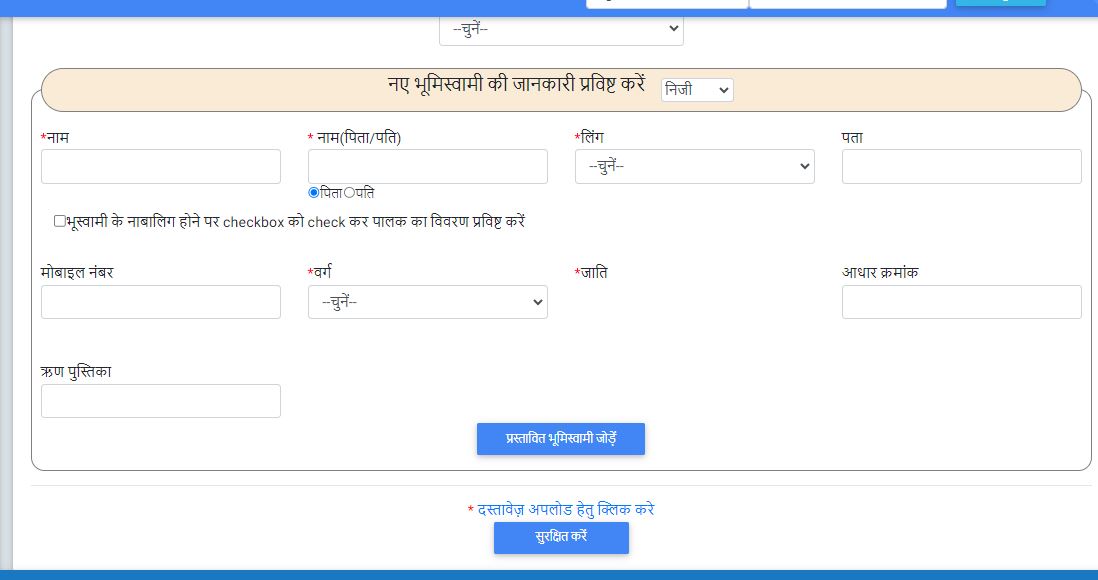 --चुनें--
नए भूमिस्वामी की जानकारी प्रविष्ट करें निजी
*नाम * नाम(पिता/पति) *लिंग पता
--चुनें--
पिता पति
भूस्वामी के नाबालिग होने पर checkbox को check कर पालक का विवरण प्रविष्ट करें
मोबाइल नंबर *वर्ग *जाति आधार क्रमांक
--चुनें--
ऋण पुस्तिका
प्रस्तावित भूमिस्वामी जोड़ें
* दस्तावेज़ अपलोड हेतु क्लिक करे
सुरक्षित करें